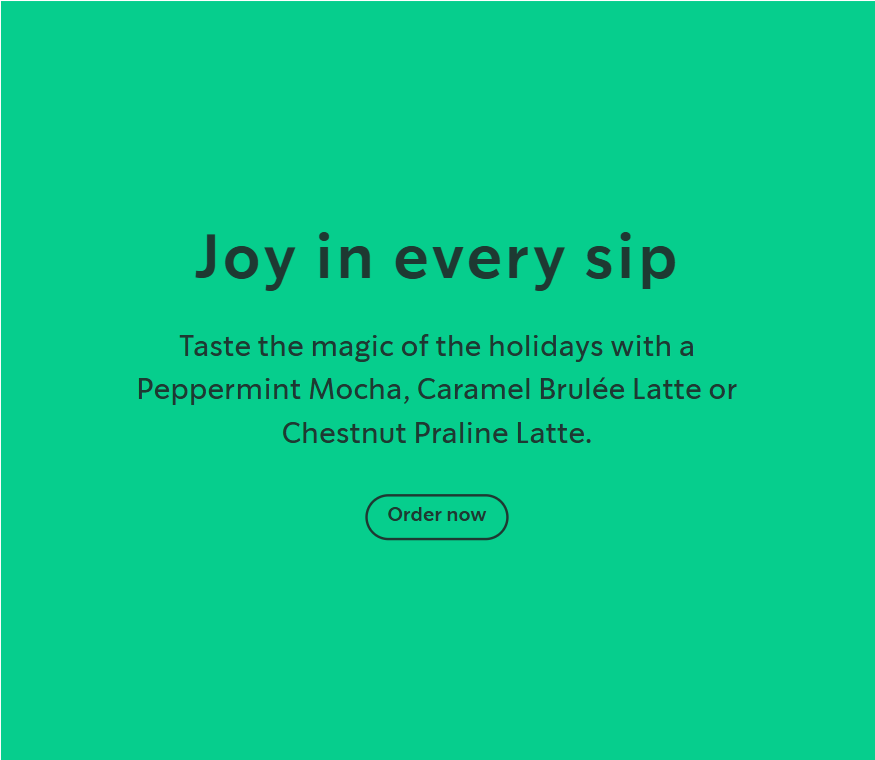 Joy in every sip
Taste the magic of the holidays with a
Peppermint Mocha, Caramel Brulée Latte or
Chestnut Praline Latte.
Order now